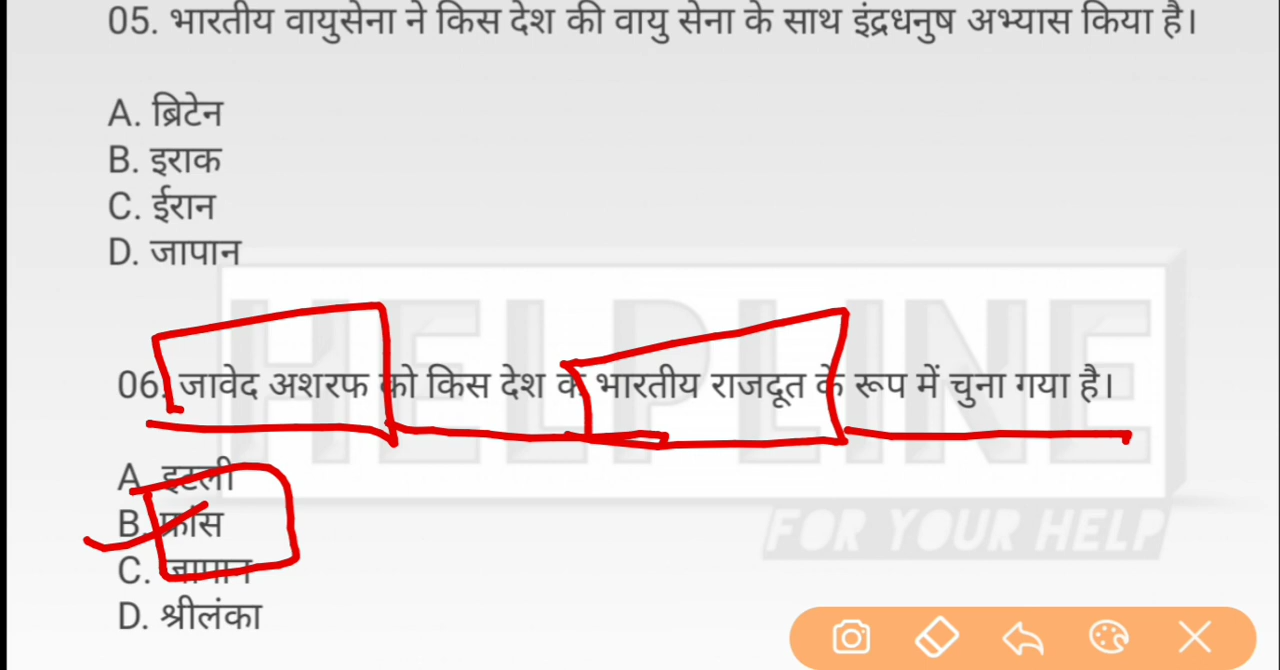 05. भारतीय वायुसेना ने किस देश की वायु सेना के साथ इंद्रधनुष अभ्यास किया है।
A. ब्रिटेन
B. इराक
C. ईरान
D. जापान
HELPLINE
06. जावेद अशरफ को किस देश के भारतीय राजदूत के रूप में चुना गया है।
A. इटली
B. फ्रांस
FOR YOUR HELP
C. जापान
D. श्रीलंका